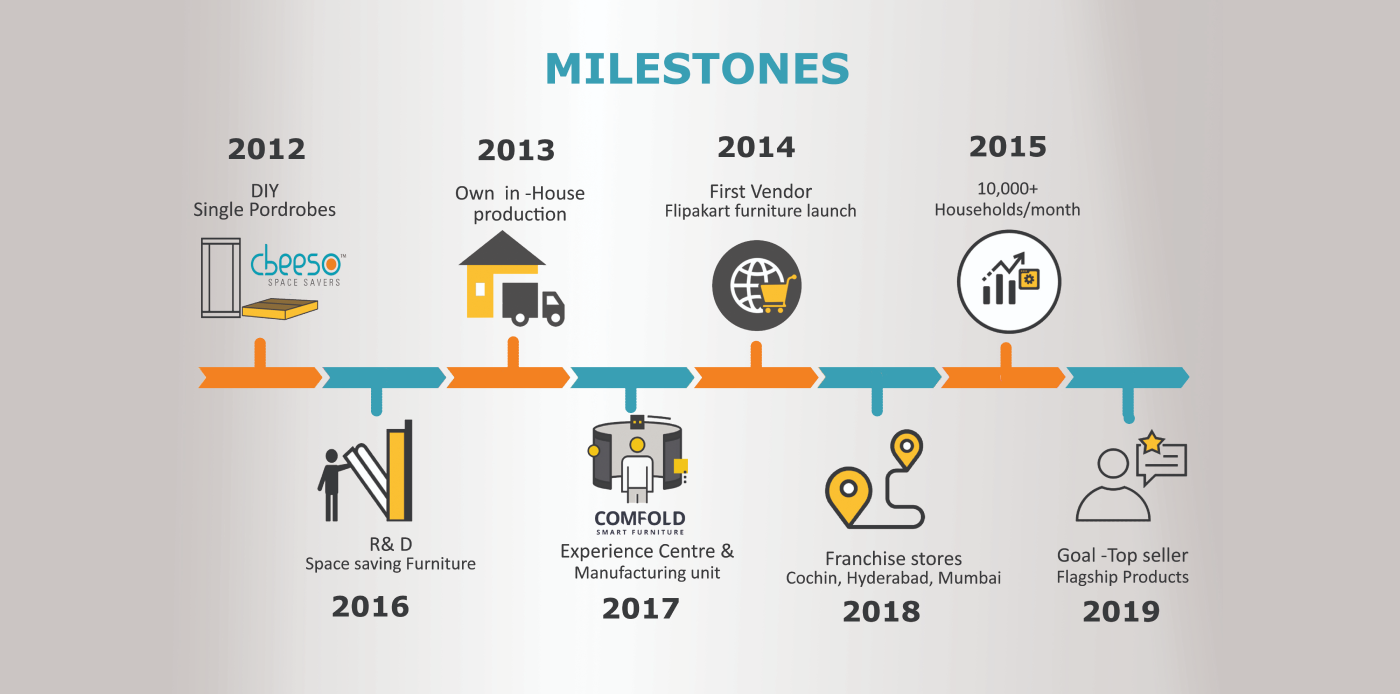 MILESTONES
2012
DIY
Single Pordrobes
cbeeso™
SPACE SAVERS
2013
Own in -House
production
2014
First Vendor
Flipakart furniture launch
2015
10,000+
Households/month
R& D
Space saving Furniture
2016
COMFOLD
SMART FURNITURE
Experience Centre &
Manufacturing unit
2017
Franchise stores
Cochin, Hyderabad, Mumbai
2018
Goal -Top seller
Flagship Products
2019